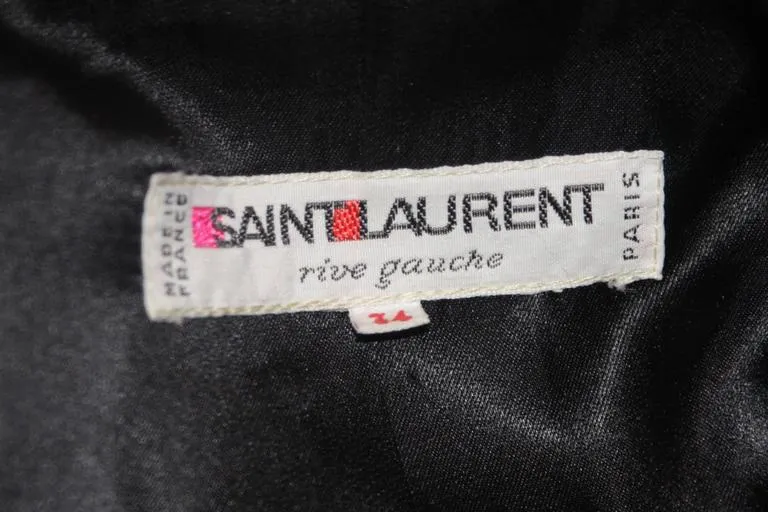 MADE IN
FRANCE
SAINT LAURENT
rive gauche
PARIS
34